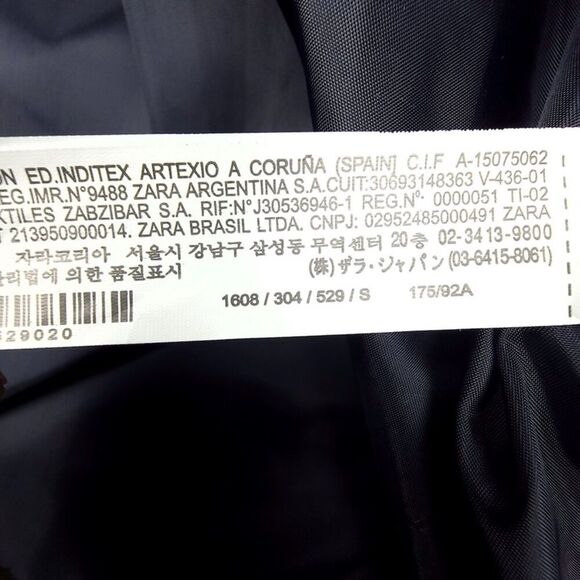 ED.INDITEX ARTEXIO A CORUÑA (SPAIN) C.I.F A-15075062
EG.IMR.N°9488 ZARA ARGENTINA S.A.CUIT:30693148363 V-436-01
XTILES ZABZIBAR S.A. RIF:N°J30536946-1 REG.N° 0000051 TI-02
213950900014. ZARA BRASIL LTDA. CNPJ: 02952485000491 ZARA
자라코리아 서울시 강남구 삼성동 무역센터 20층 02-3413-9800
의한 품질표시 (株)ザラ・ジャパン (03-6415-8061)
1608 / 304 / 529 / S 175/92A
29020